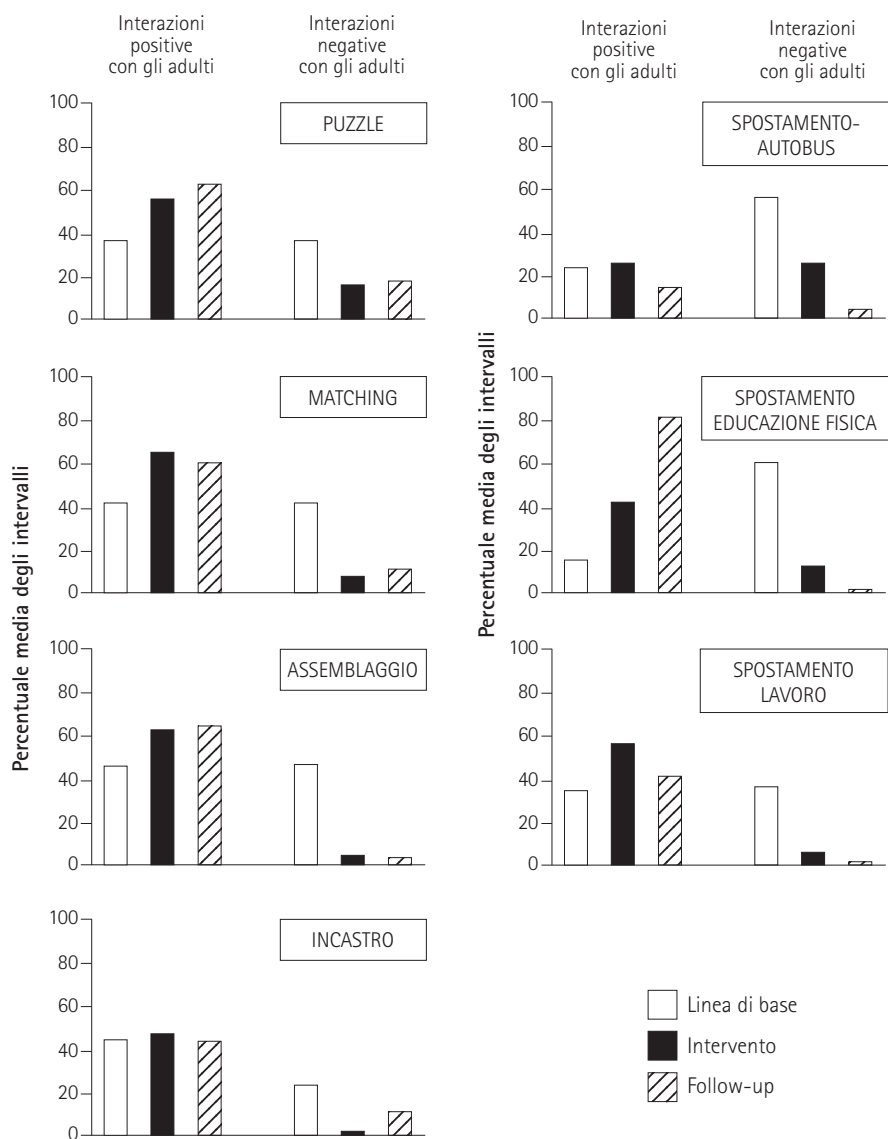 Interazioni
positive
con gli adulti
Interazioni
negative
con gli adulti
Percentuale media degli intervalli
100
80
60
40
20
0
PUZZLE
100
80
60
40
20
0
MATCHING
100
80
60
40
20
0
ASSEMBLAGGIO
100
80
60
40
20
0
INCASTRO
Interazioni
positive
con gli adulti
Interazioni
negative
con gli adulti
Percentuale media degli intervalli
100
80
60
40
20
0
SPOSTAMENTO-
AUTOBUS
100
80
60
40
20
0
SPOSTAMENTO
EDUCAZIONE FISICA
100
80
60
40
20
0
SPOSTAMENTO
LAVORO
Linea di base
Intervento
Follow-up